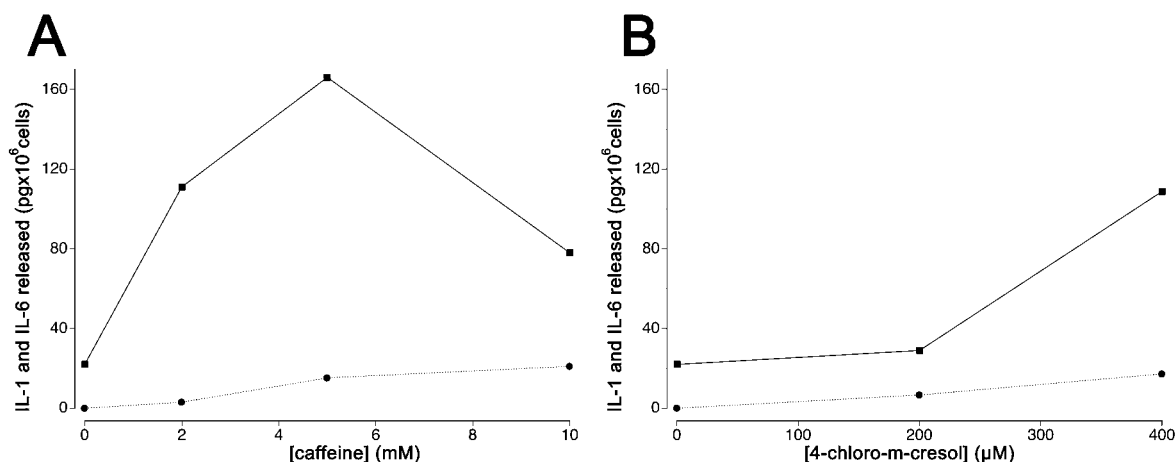 A
IL-1 and IL-6 released (pgx10⁶cells)
160
120
80
40
0
0 2 4 6 8 10
[caffeine] (mM)
B
IL-1 and IL-6 released (pgx10⁶cells)
160
120
80
40
0
0 100 200 300 400
[4-chloro-m-cresol] (µM)